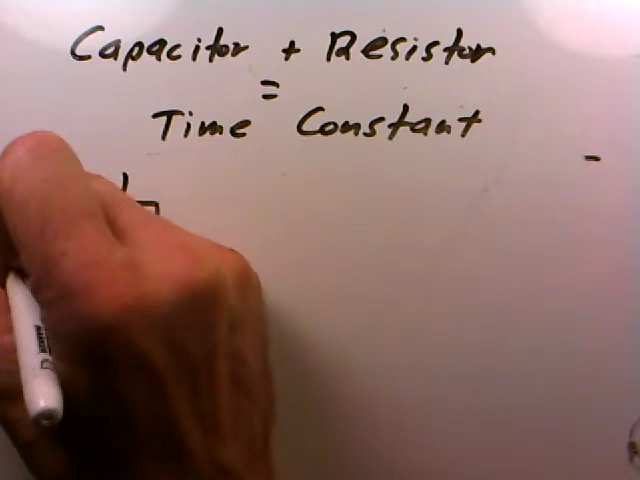 Capacitor + Resistor
=
Time Constant
-